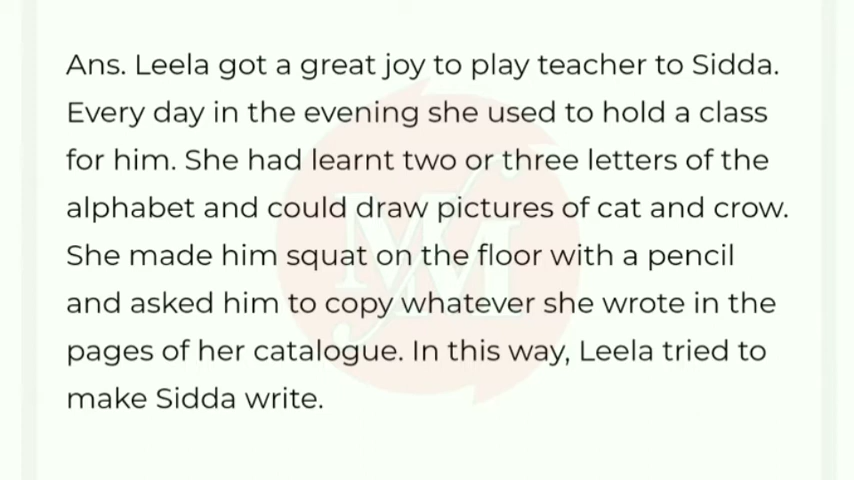 Ans. Leela got a great joy to play teacher to Sidda.
Every day in the evening she used to hold a class
for him. She had learnt two or three letters of the
alphabet and could draw pictures of cat and crow.
She made him squat on the floor with a pencil
and asked him to copy whatever she wrote in the
pages of her catalogue. In this way, Leela tried to
make Sidda write.